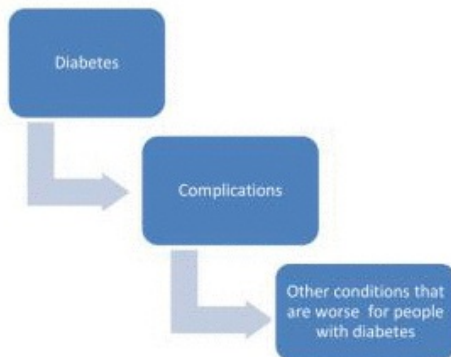 Diabetes
Complications
Other conditions that
are worse for people
with diabetes